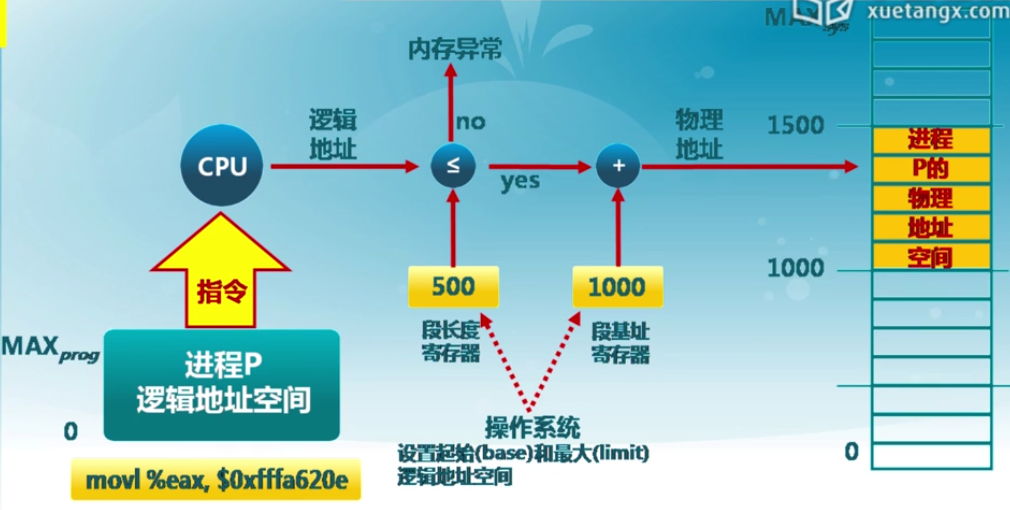 xuetangx.com
MAXsys
内存异常
逻辑
地址
no
物理
地址
1500
CPU
≤
yes
+
进程
P的
物理
地址
空间
1000
指令
500
1000
段长度
寄存器
段基址
寄存器
MAXprog
进程P
逻辑地址空间
0
操作系统
设置起始(base)和最大(limit)
逻辑地址空间
0
movl %eax, $0xfffa620e